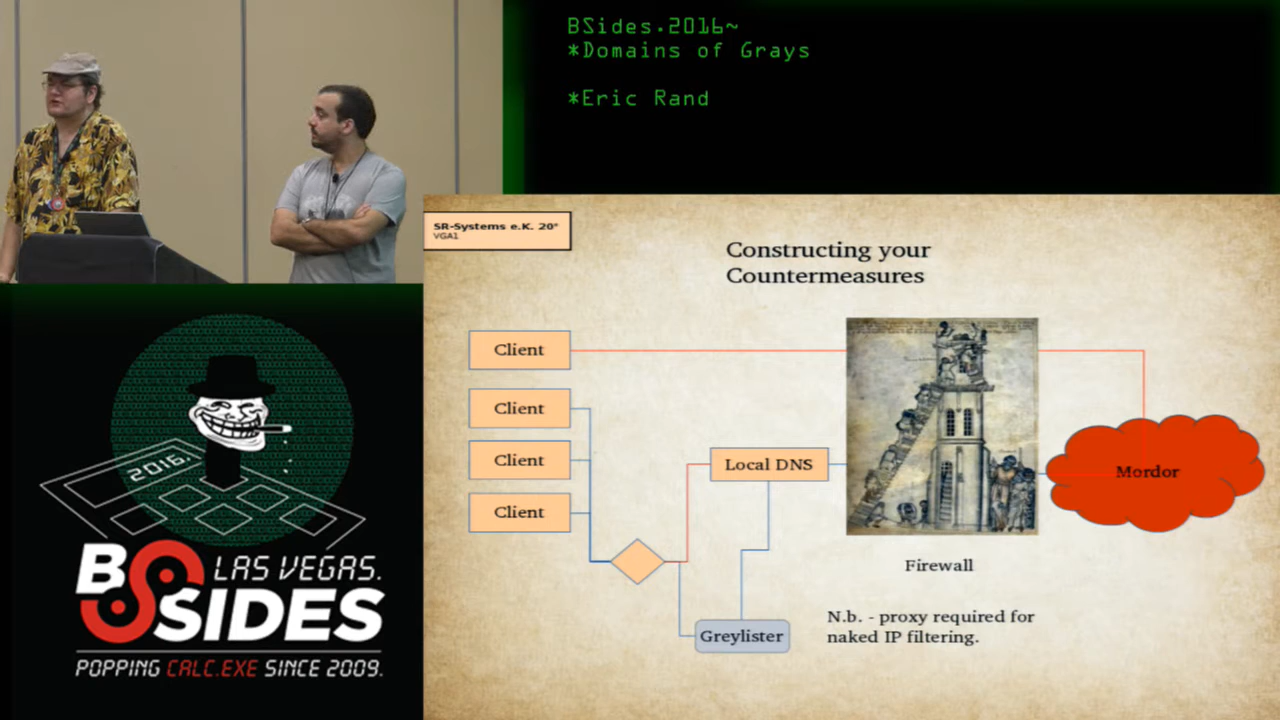 BSides.2016~
*Domains of Grays
*Eric Rand
SR-Systems e.K. 20°
VGA1
Constructing your
Countermeasures
Client
Client
Client
Client
Local DNS
Mordor
Firewall
Greylister
N.b. - proxy required for
naked IP filtering.
2016.
BSIDES
LAS VEGAS.
POPPING CALC.EXE SINCE 2009.